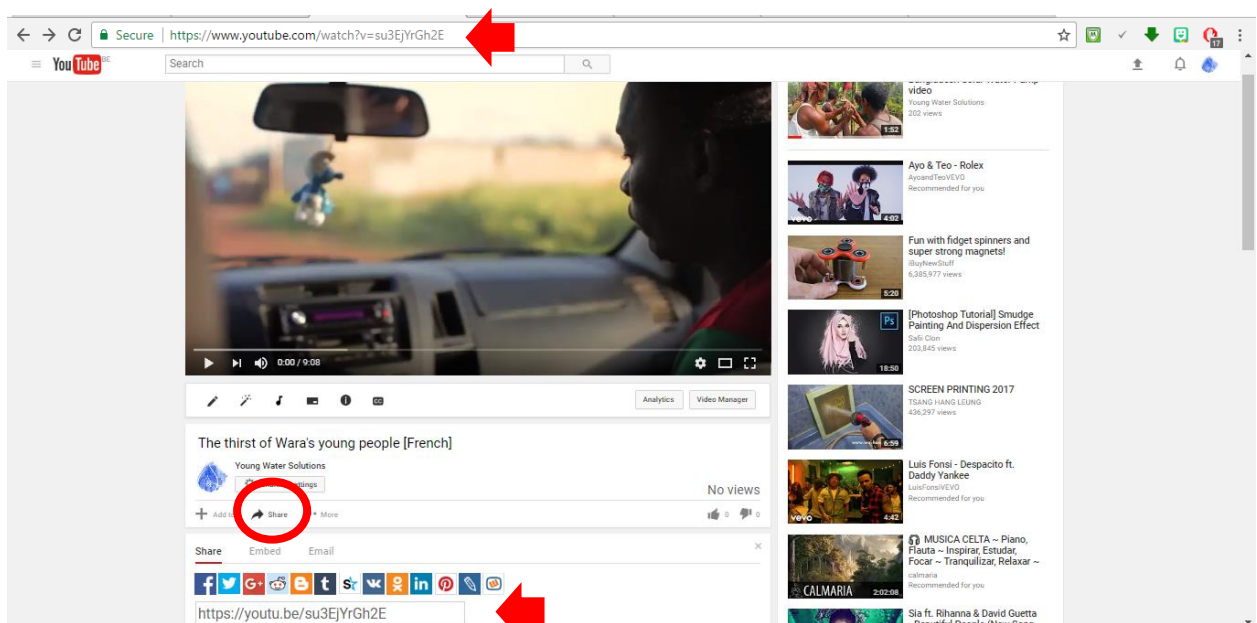 Secure https://www.youtube.com/watch?v=su3EjYrGh2E
17
YouTube BE
Search
0:00 / 9:08
CC
Analytics Video Manager
The thirst of Wara's young people [French]
Young Water Solutions
No views
Share More
0 0
Share Embed Email
https://youtu.be/su3EjYrGh2E
video
Young Water Solutions
202 views
1:52
Ayo & Teo - Rolex
AyoandTeoVEVO
Recommended for you
vevo 4:02
Fun with fidget spinners and
super strong magnets!
iBuyNewStuff
6,385,977 views
5:20
[Photoshop Tutorial] Smudge
Painting And Dispersion Effect
Safii Clon
203,845 views
Ps
18:50
SCREEN PRINTING 2017
TSANG HANG LEUNG
436,297 views
6:59
Luis Fonsi - Despacito ft.
Daddy Yankee
LuisFonsiVEVO
Recommended for you
vevo 4:42
MUSICA CELTA ~ Piano,
Flauta ~ Inspirar, Estudar,
Focar ~ Tranquilizar, Relaxar ~
calmaria
Recommended for you
CALMARIA 2:02:08
Sia ft. Rihanna & David Guetta